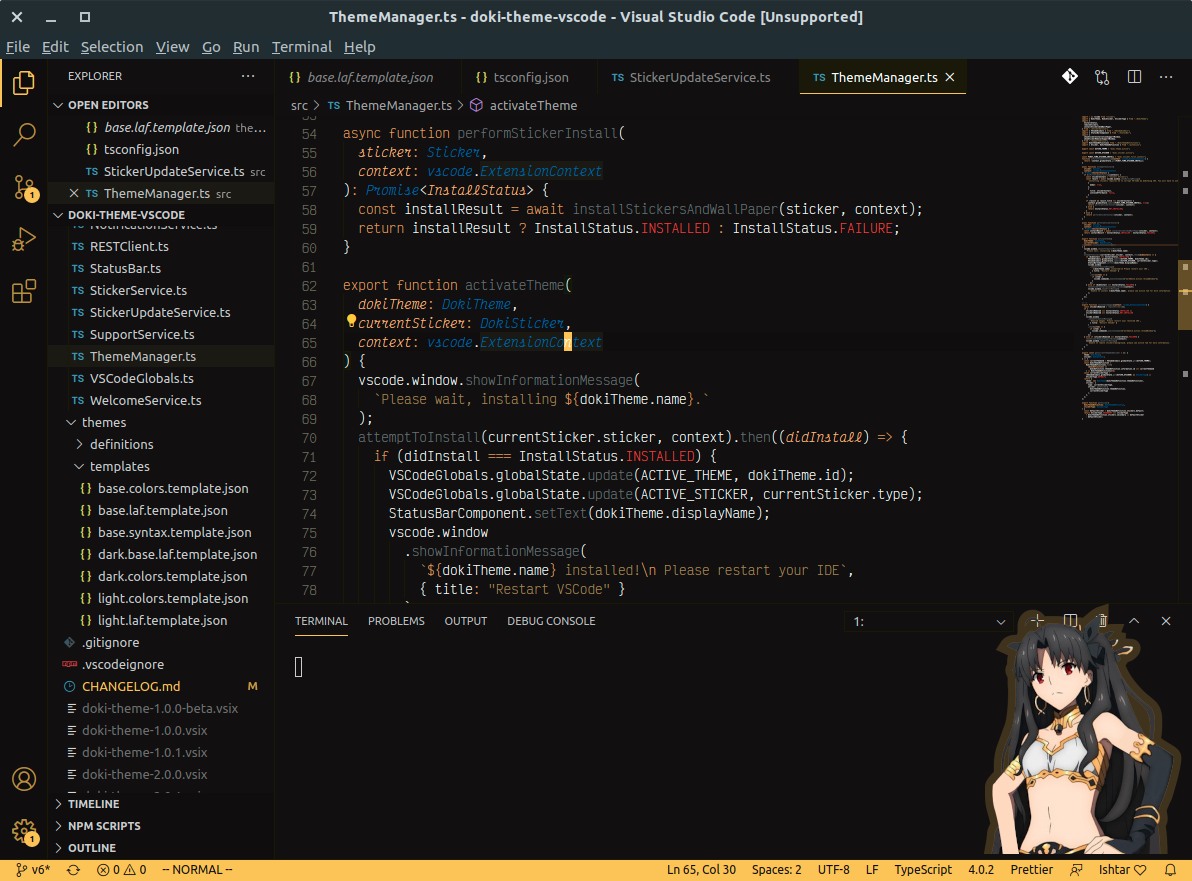 ThemeManager.ts - doki-theme-vscode - Visual Studio Code [Unsupported]
File Edit Selection View Go Run Terminal Help
EXPLORER
OPEN EDITORS
{} base.laf.template.json the...
{} tsconfig.json
TS StickerUpdateService.ts src
TS ThemeManager.ts src
DOKI-THEME-VSCODE
TS NotificationService.ts
TS RESTClient.ts
TS StatusBar.ts
TS StickerService.ts
TS StickerUpdateService.ts
TS SupportService.ts
TS ThemeManager.ts
TS VSCodeGlobals.ts
TS WelcomeService.ts
themes
definitions
templates
{} base.colors.template.json
{} base.laf.template.json
{} base.syntax.template.json
{} dark.base.laf.template.json
{} dark.colors.template.json
{} light.colors.template.json
{} light.laf.template.json
.gitignore
.vscodeignore
CHANGELOG.md M
doki-theme-1.0.0-beta.vsix
doki-theme-1.0.0.vsix
doki-theme-1.0.1.vsix
doki-theme-2.0.0.vsix
TIMELINE
NPM SCRIPTS
OUTLINE
1
1
{} base.laf.template.json {} tsconfig.json TS StickerUpdateService.ts TS ThemeManager.ts
src > TS ThemeManager.ts > activateTheme
53
54 async function performStickerInstall(
55 sticker: Sticker,
56 context: vscode.ExtensionContext
57 ): Promise<InstallStatus> {
58 const installResult = await installStickersAndWallPaper(sticker, context);
59 return installResult ? InstallStatus.INSTALLED : InstallStatus.FAILURE;
60 }
61
62 export function activateTheme(
63 dokiTheme: DokiTheme,
64 currentSticker: DokiSticker,
65 context: vscode.ExtensionContext
66 ) {
67 vscode.window.showInformationMessage(
68 `Please wait, installing ${dokiTheme.name}.`
69 );
70 attemptToInstall(currentSticker.sticker, context).then((didInstall) => {
71 if (didInstall === InstallStatus.INSTALLED) {
72 VSCodeGlobals.globalState.update(ACTIVE_THEME, dokiTheme.id);
73 VSCodeGlobals.globalState.update(ACTIVE_STICKER, currentSticker.type);
74 StatusBarComponent.setText(dokiTheme.displayName);
75 vscode.window
76 .showInformationMessage(
77 `${dokiTheme.name} installed!\n Please restart your IDE`,
78 { title: "Restart VSCode" }
TERMINAL PROBLEMS OUTPUT DEBUG CONSOLE 1:
v6* 0 0 -- NORMAL -- Ln 65, Col 30 Spaces: 2 UTF-8 LF TypeScript 4.0.2 Prettier Ishtar ♡